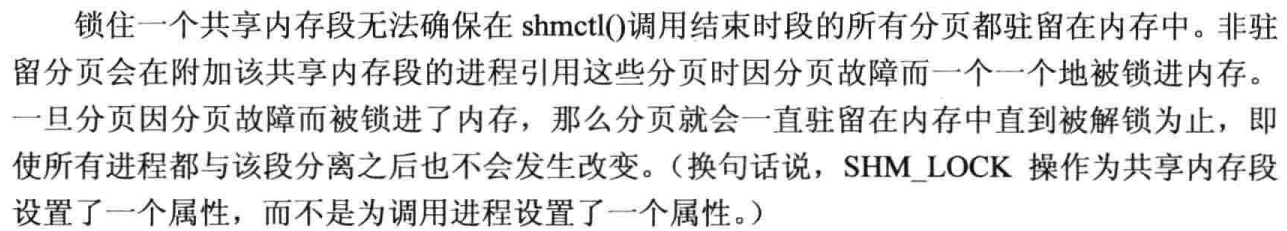 锁住一个共享内存段无法确保在 shmctl()调用结束时段的所有分页都驻留在内存中。非驻
留分页会在附加该共享内存段的进程引用这些分页时因分页故障而一个一个地被锁进内存。
一旦分页因分页故障而被锁进了内存，那么分页就会一直驻留在内存中直到被解锁为止，即
使所有进程都与该段分离之后也不会发生改变。（换句话说，SHM_LOCK 操作为共享内存段
设置了一个属性，而不是为调用进程设置了一个属性。）